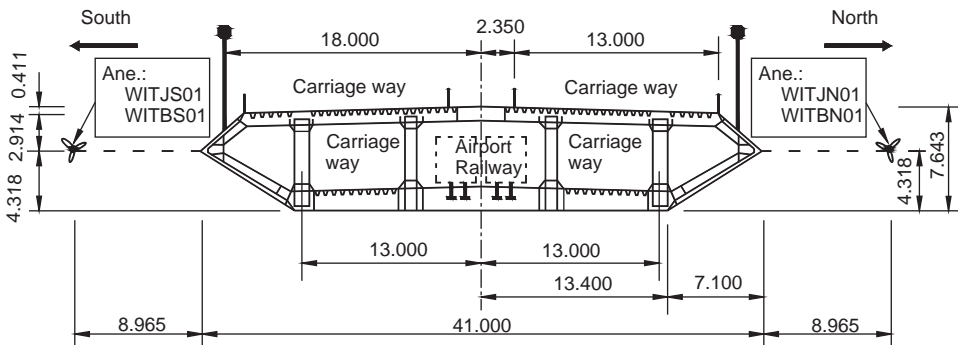 South
North
2.350
18.000
13.000
Ane.:
WITJS01
WITBS01
Ane.:
WITJN01
WITBN01
0.411
2.914
4.318
Carriage way
Carriage way
Carriage
way
Airport
Railway
Carriage
way
4.318
7.643
13.000
13.000
13.400
7.100
8.965
41.000
8.965